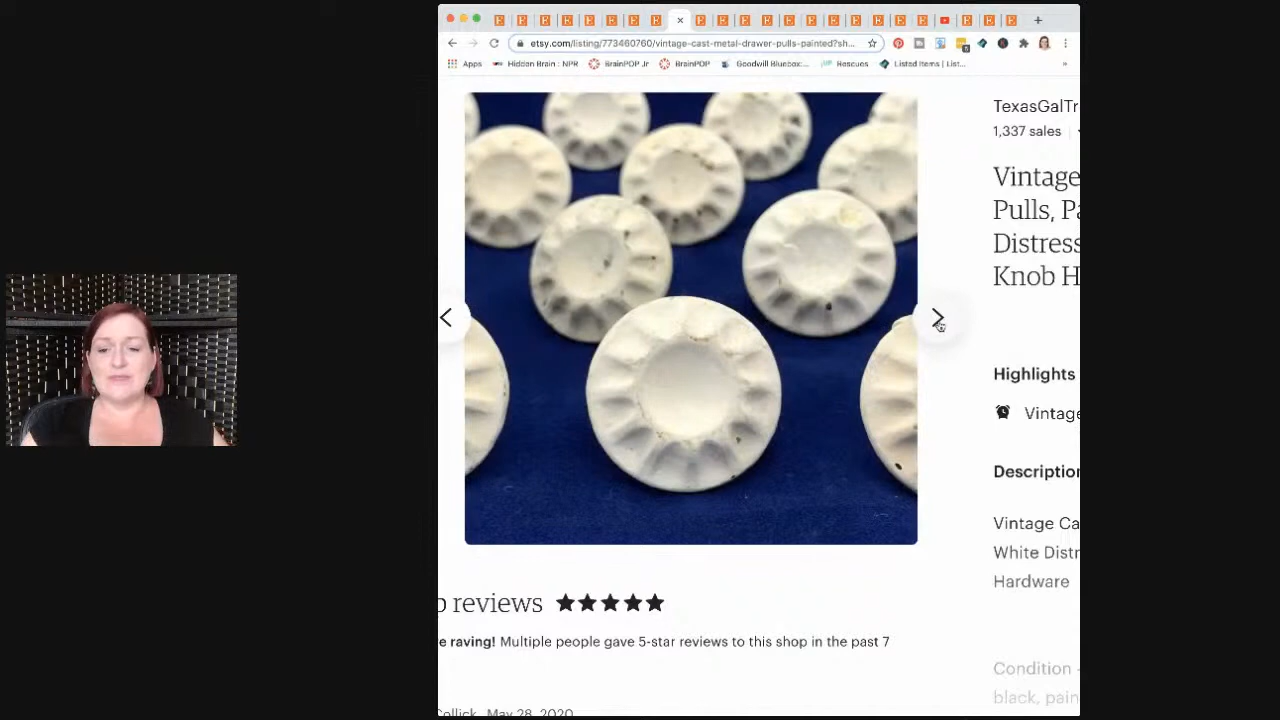 etsy.com/listing/773460760/vintage-cast-metal-drawer-pulls-painted?sh...
Apps
Hidden Brain : NPR
BrainPOP Jr
BrainPOP
Goodwill Bluebox:...
Rescues
Listed Items | List...
TexasGalTr
1,337 sales
Vintage
Pulls, Pa
Distress
Knob H
Highlights
Vintage
Description
Vintage Ca
White Distr
Hardware
reviews
e raving! Multiple people gave 5-star reviews to this shop in the past 7
Condition -
black, pain
Collick May 28, 2020